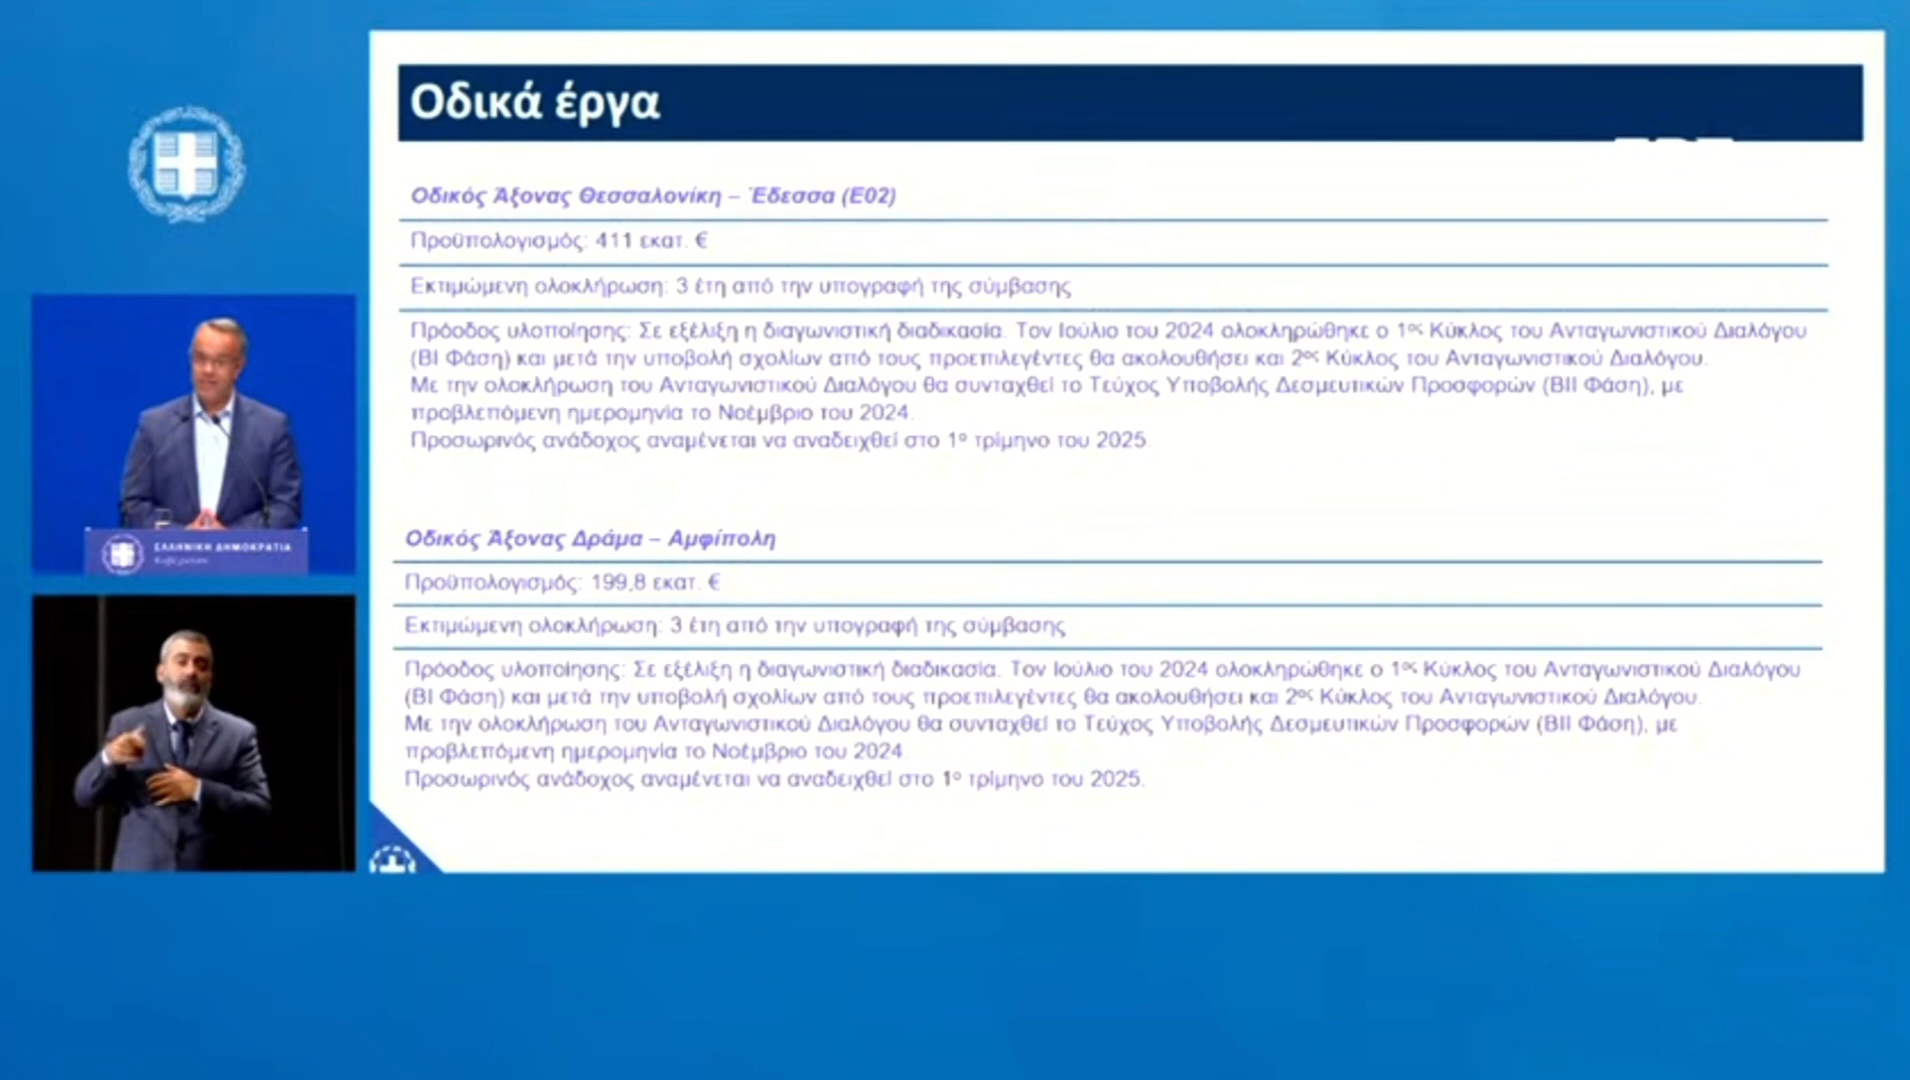 Οδικά έργα
Οδικός Άξονας Θεσσαλονίκη – Έδεσσα (Ε02)
Προϋπολογισμός: 411 εκατ. €
Εκτιμώμενη ολοκλήρωση: 3 έτη από την υπογραφή της σύμβασης
Πρόοδος υλοποίησης: Σε εξέλιξη η διαγωνιστική διαδικασία. Τον Ιούλιο του 2024 ολοκληρώθηκε ο 1ος Κύκλος του Ανταγωνιστικού Διαλόγου
(ΒΙ Φάση) και μετά την υποβολή σχολίων από τους προεπιλεγέντες θα ακολουθήσει και 2ος Κύκλος του Ανταγωνιστικού Διαλόγου.
Με την ολοκλήρωση του Ανταγωνιστικού Διαλόγου θα συνταχθεί το Τεύχος Υποβολής Δεσμευτικών Προσφορών (ΒΙΙ Φάση), με
προβλεπόμενη ημερομηνία το Νοέμβριο του 2024.
Προσωρινός ανάδοχος αναμένεται να αναδειχθεί στο 1ο τρίμηνο του 2025.
Οδικός Άξονας Δράμα – Αμφίπολη
Προϋπολογισμός: 199,8 εκατ. €
Εκτιμώμενη ολοκλήρωση: 3 έτη από την υπογραφή της σύμβασης
Πρόοδος υλοποίησης: Σε εξέλιξη η διαγωνιστική διαδικασία. Τον Ιούλιο του 2024 ολοκληρώθηκε ο 1ος Κύκλος του Ανταγωνιστικού Διαλόγου
(ΒΙ Φάση) και μετά την υποβολή σχολίων από τους προεπιλεγέντες θα ακολουθήσει και 2ος Κύκλος του Ανταγωνιστικού Διαλόγου.
Με την ολοκλήρωση του Ανταγωνιστικού Διαλόγου θα συνταχθεί το Τεύχος Υποβολής Δεσμευτικών Προσφορών (ΒΙΙ Φάση), με
προβλεπόμενη ημερομηνία το Νοέμβριο του 2024
Προσωρινός ανάδοχος αναμένεται να αναδειχθεί στο 1ο τρίμηνο του 2025.
ΕΛΛΗΝΙΚΗ ΔΗΜΟΚΡΑΤΙΑ
Κυβέρνηση